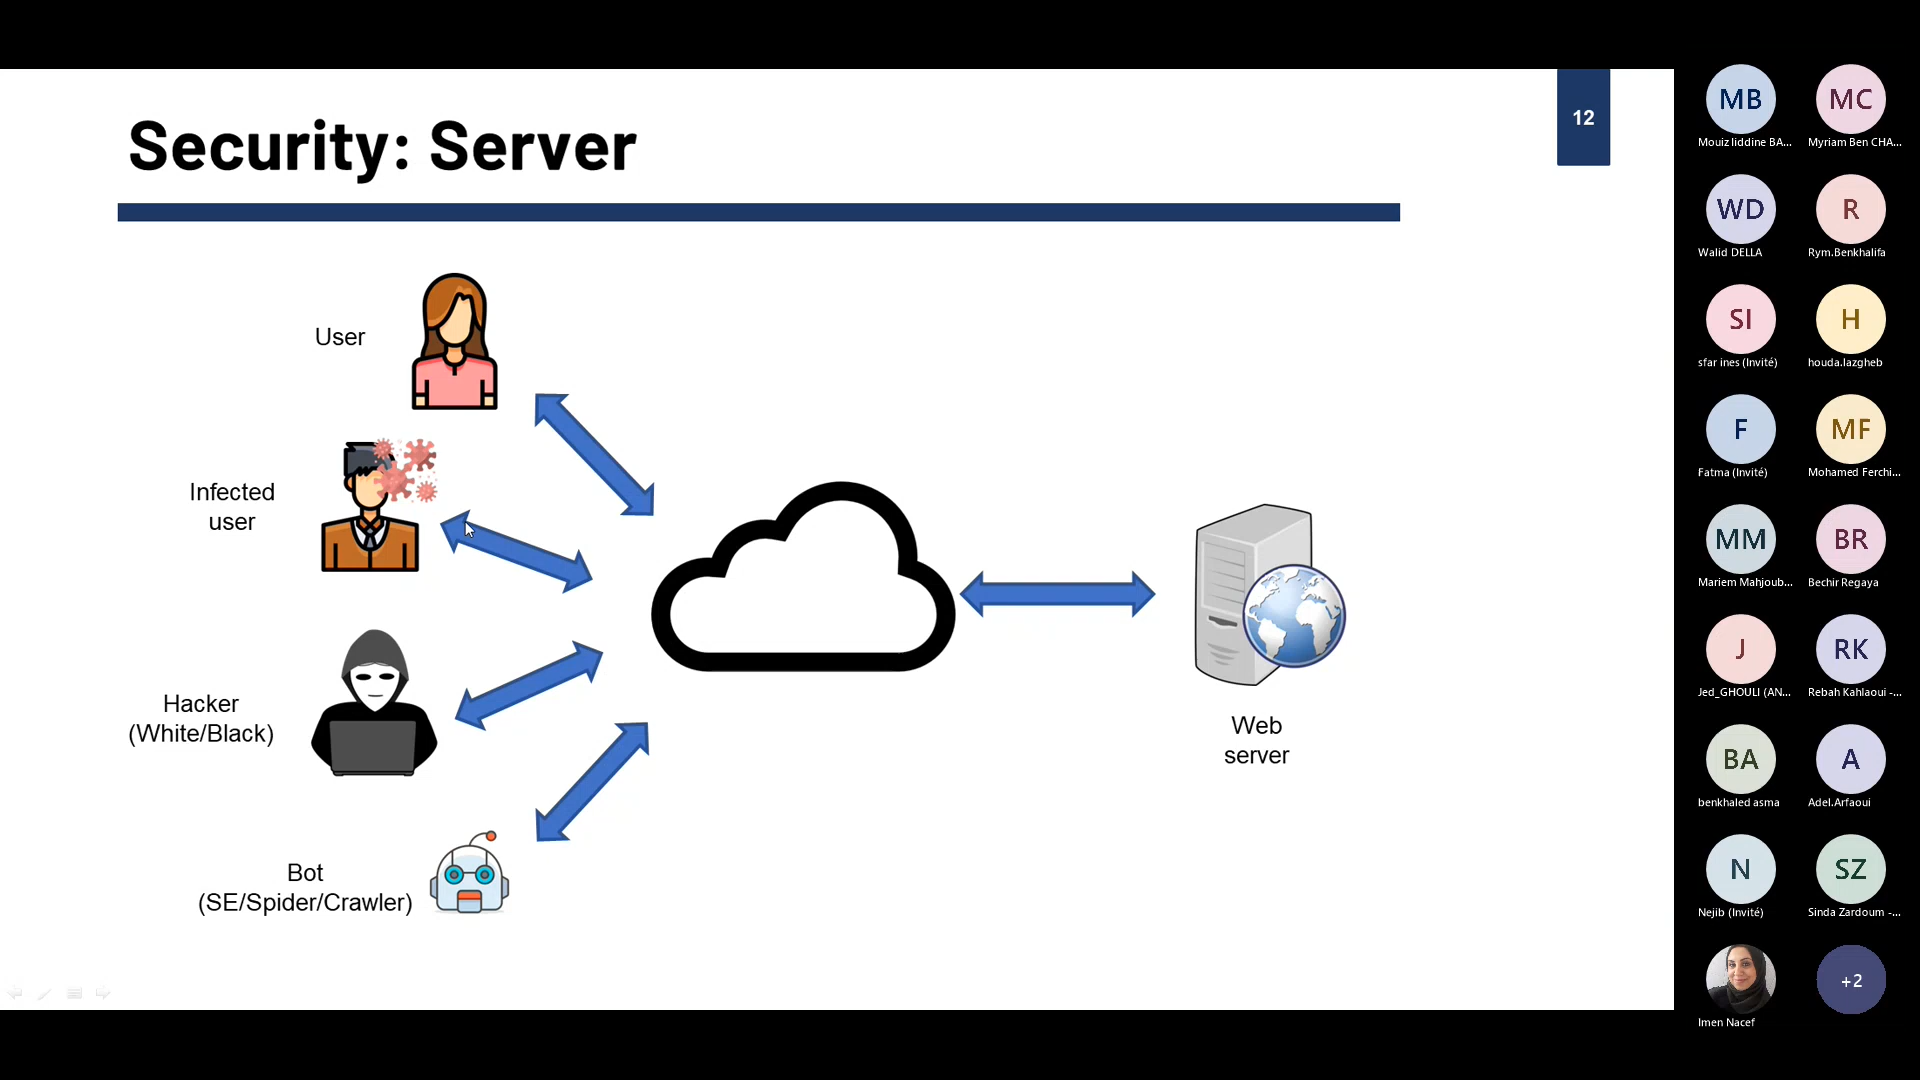 Security: Server
12
User
Infected
user
Hacker
(White/Black)
Bot
(SE/Spider/Crawler)
Web
server
MB
Mouiz liddine BA...
MC
Myriam Ben CHA...
WD
Walid DELLA
R
Rym.Benkhalifa
SI
sfar ines (Invité)
H
houda.lazgheb
F
Fatma (Invité)
MF
Mohamed Ferchi...
MM
Mariem Mahjoub...
BR
Bechir Regaya
J
Jed_GHOULI (AN...
RK
Rebah Kahlaoui -...
BA
benkhaled asma
A
Adel.Arfaoui
N
Nejib (Invité)
SZ
Sinda Zardoum -...
Imen Nacef
+2